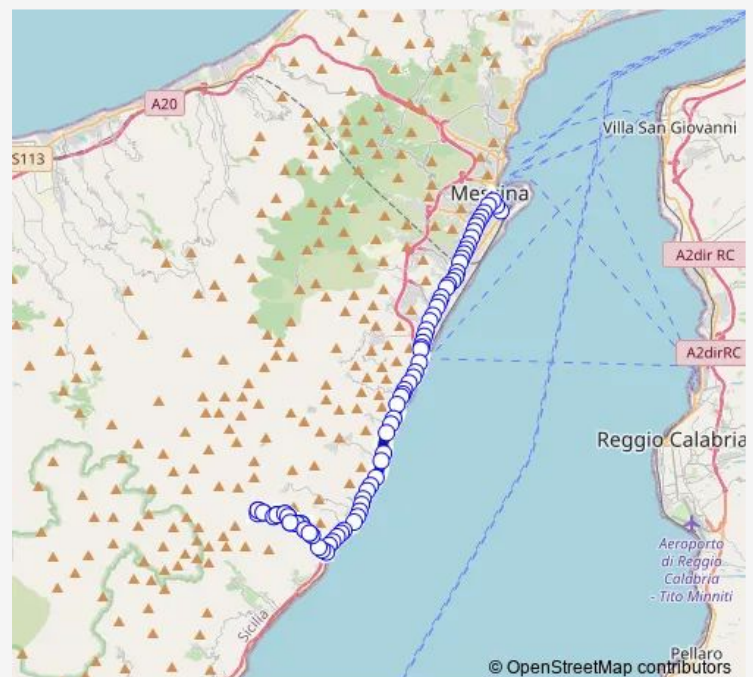 A20
S113
Villa San Giovanni
Messina
A2dir RC
A2dirRC
Reggio Calabria
Aeroporto
di Reggio
Calabria
- Tito Minniti
Sicilia
Pellaro
© OpenStreetMap contributors